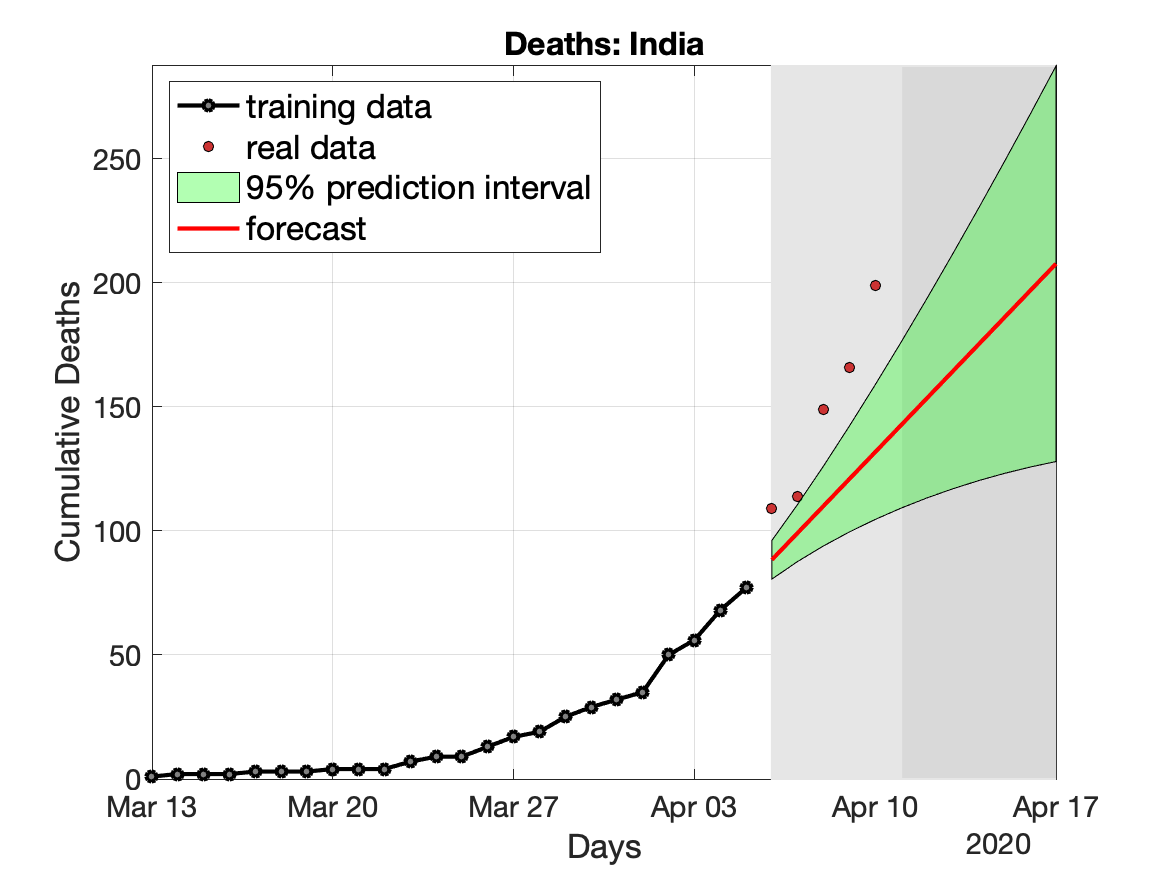 Deaths: India
training data
real data
95% prediction interval
forecast
Cumulative Deaths
250
200
150
100
50
0
Mar 13 Mar 20 Mar 27 Apr 03 Apr 10 Apr 17
Days
2020